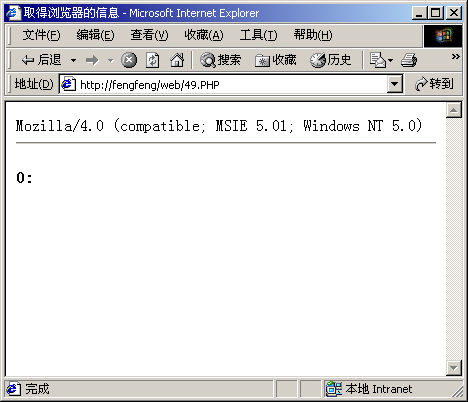 取得浏览器的信息 - Microsoft Internet Explorer
文件(F) 编辑(E) 查看(V) 收藏(A) 工具(T) 帮助(H)
后退 搜索 收藏 历史 »
地址(D) http://fengfeng/web/49.PHP 转到
Mozilla/4.0 (compatible; MSIE 5.01; Windows NT 5.0)
0:
完成 本地 Intranet